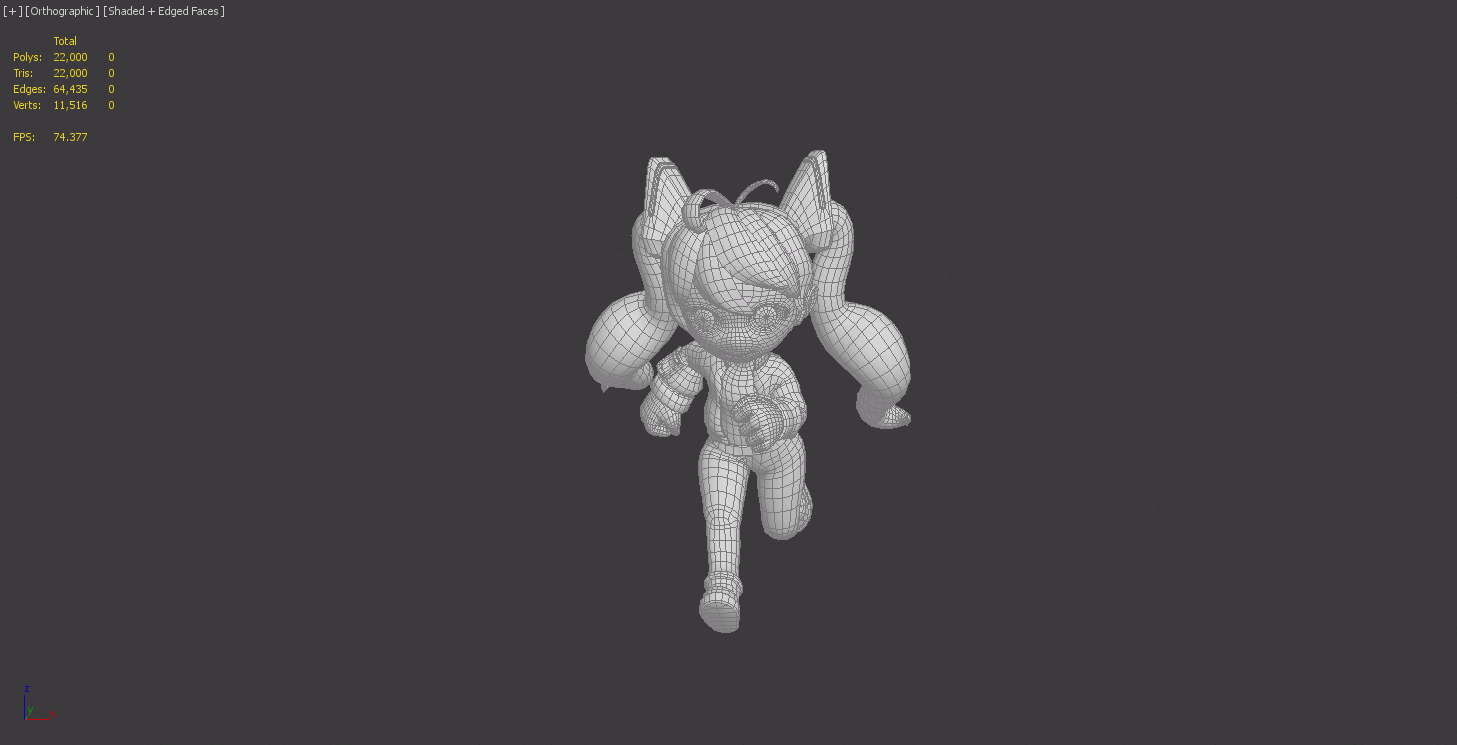 [+] [Orthographic] [Shaded + Edged Faces]
Total
Polys: 22,000 0
Tris: 22,000 0
Edges: 64,435 0
Verts: 11,516 0
FPS: 74.377
z
y
x